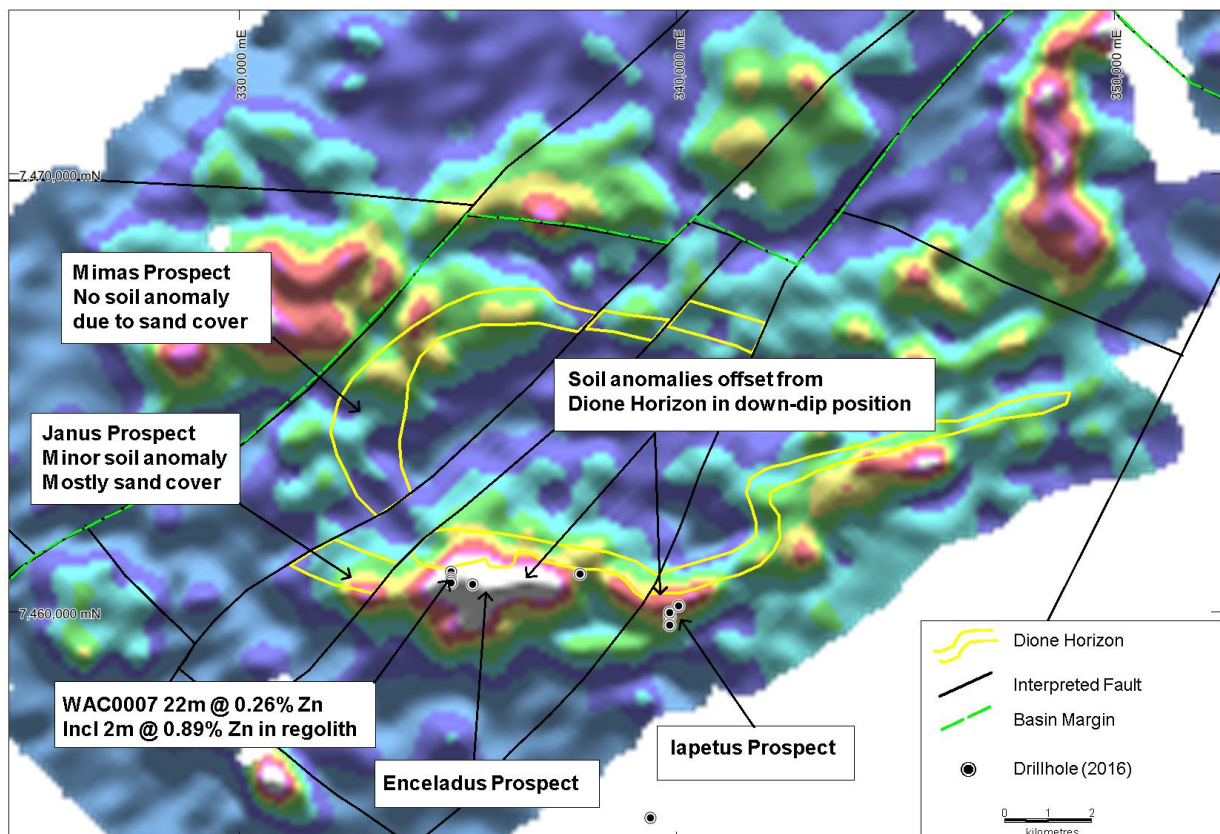 330,000 mE
340,000 mE
350,000 mE
7,470,000 mN
Mimas Prospect
No soil anomaly
due to sand cover
Soil anomalies offset from
Dione Horizon in down-dip position
Janus Prospect
Minor soil anomaly
Mostly sand cover
7,460,000 mN
WAC0007 22m @ 0.26% Zn
Incl 2m @ 0.89% Zn in regolith
Enceladus Prospect
Iapetus Prospect
Dione Horizon
Interpreted Fault
Basin Margin
Drillhole (2016)
0 1 2
kilometres